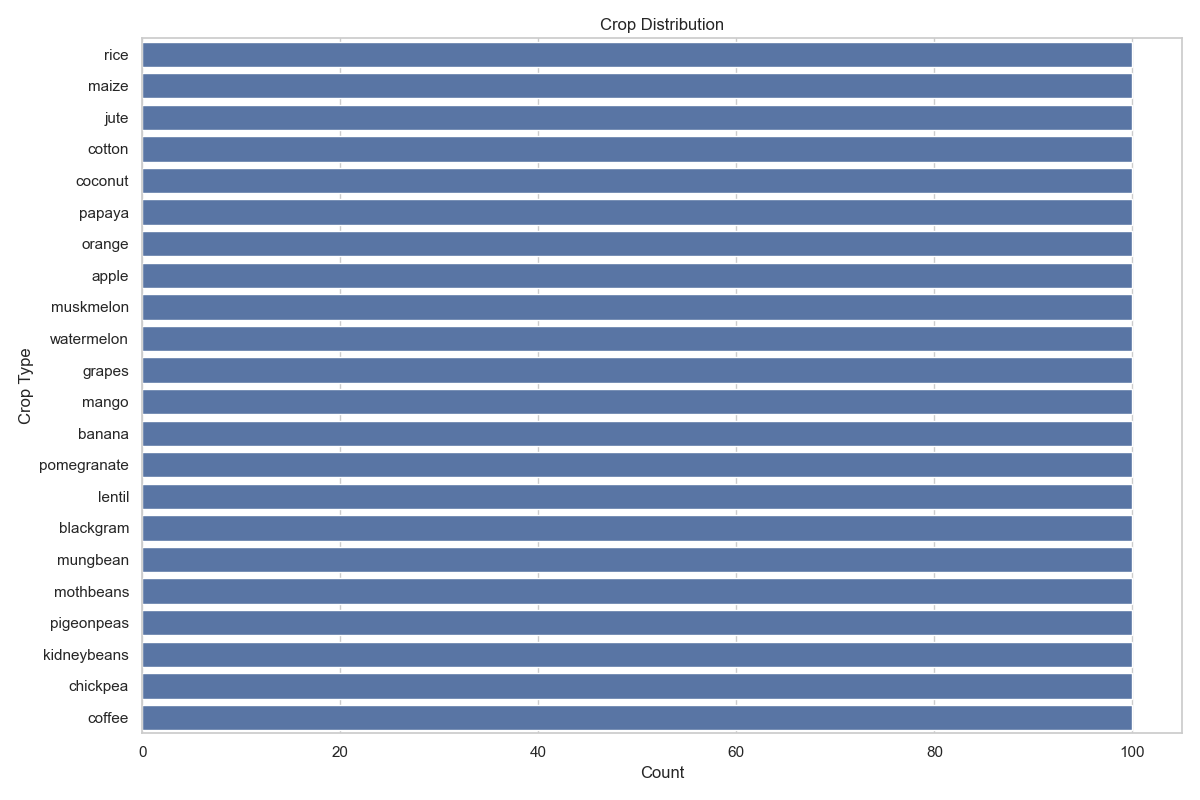 Crop Distribution
Crop Type
rice
maize
jute
cotton
coconut
papaya
orange
apple
muskmelon
watermelon
grapes
mango
banana
pomegranate
lentil
blackgram
mungbean
mothbeans
pigeonpeas
kidneybeans
chickpea
coffee
0 20 40 60 80 100
Count